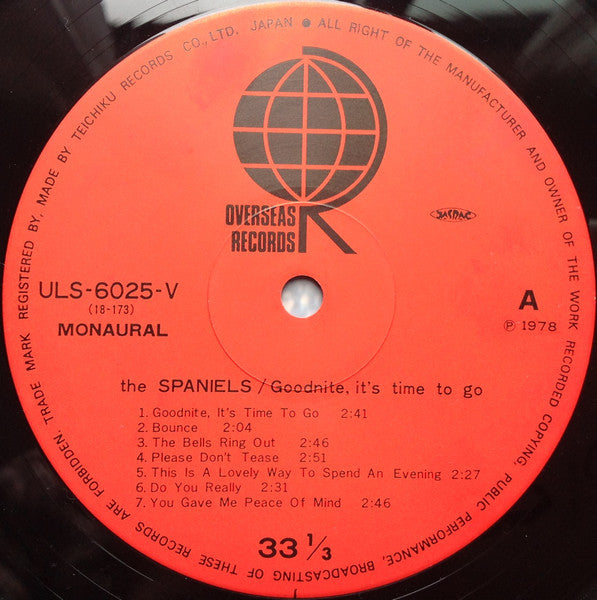 TRADE MARK REGISTERED BY, MADE BY TEICHIKU RECORDS CO., LTD. JAPAN ● ALL RIGHT OF THE MANUFACTURER AND OWNER OF THE WORK RECORDED COPYING, PUBLIC PERFORMANCE, BROADCASTING OF THESE RECORDS ARE FORBIDDEN.
OVERSEAS
RECORDS
JASRAC
ULS-6025-V
(18-173)
MONAURAL
A
Ⓟ 1978
the SPANIELS / Goodnite, it's time to go
1. Goodnite, It's Time To Go 2:41
2. Bounce 2:04
3. The Bells Ring Out 2:46
4. Please Don't Tease 2:51
5. This Is A Lovely Way To Spend An Evening 2:27
6. Do You Really 2:31
7. You Gave Me Peace Of Mind 2:46
33 1/3